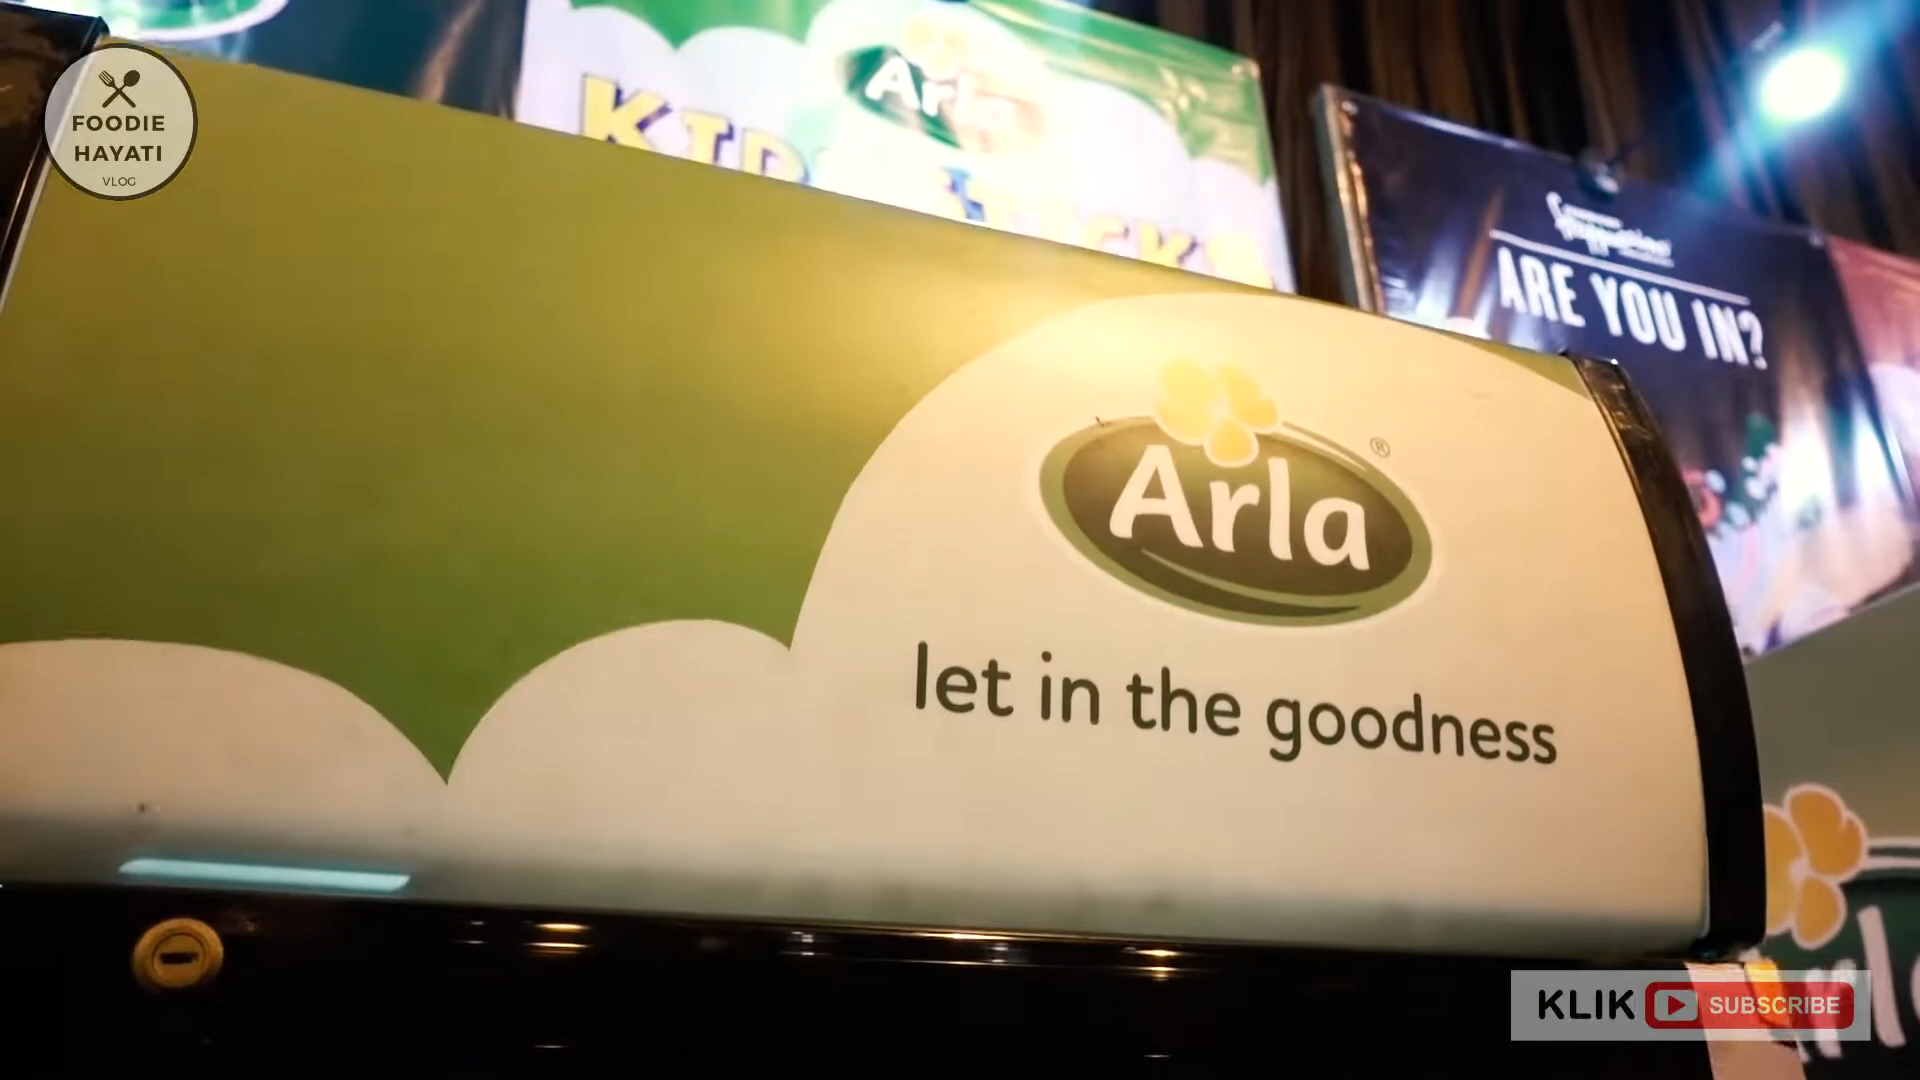 FOODIE
HAYATI
VLOG
Arla
ARE YOU IN?
Arla
®
let in the goodness
KLIK SUBSCRIBE